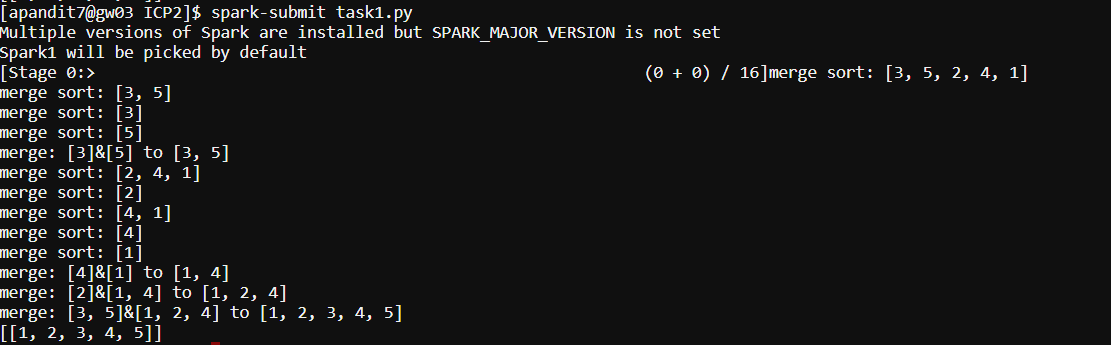 [apandit7@gw03 ICP2]$ spark-submit task1.py
Multiple versions of Spark are installed but SPARK_MAJOR_VERSION is not set
Spark1 will be picked by default
[Stage 0:>                                                         (0 + 0) / 16]merge sort: [3, 5, 2, 4, 1]
merge sort: [3, 5]
merge sort: [3]
merge sort: [5]
merge: [3]&[5] to [3, 5]
merge sort: [2, 4, 1]
merge sort: [2]
merge sort: [4, 1]
merge sort: [4]
merge sort: [1]
merge: [4]&[1] to [1, 4]
merge: [2]&[1, 4] to [1, 2, 4]
merge: [3, 5]&[1, 2, 4] to [1, 2, 3, 4, 5]
[[1, 2, 3, 4, 5]]